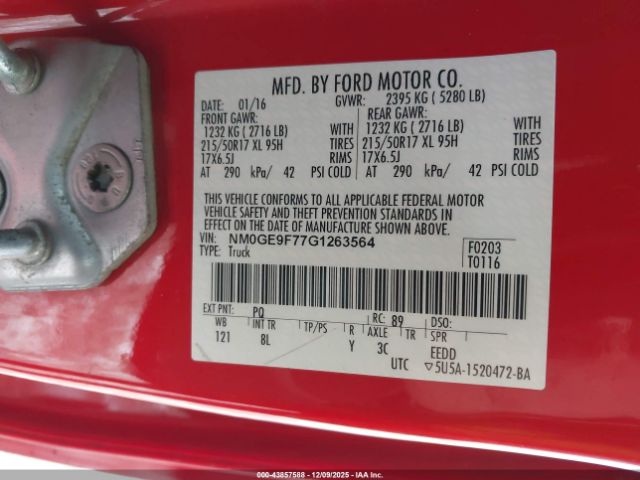 MFD. BY FORD MOTOR CO.
DATE: 01/16 GVWR: 2395 KG ( 5280 LB)
FRONT GAWR: REAR GAWR:
1232 KG ( 2716 LB) WITH 1232 KG ( 2716 LB) WITH
215/50R17 XL 95H TIRES 215/50R17 XL 95H TIRES
17X6.5J RIMS 17X6.5J RIMS
AT 290 kPa/ 42 PSI COLD AT 290 kPa/ 42 PSI COLD
THIS VEHICLE CONFORMS TO ALL APPLICABLE FEDERAL MOTOR
VEHICLE SAFETY AND THEFT PREVENTION STANDARDS IN
EFFECT ON THE DATE OF MANUFACTURE SHOWN ABOVE.
VIN: NM0GE9F77G1263564
TYPE: Truck
F0203
T0116
EXT PNT: PQ RC: 89 DSO:
WB INT TR TP/PS R AXLE TR SPR
121 8L Y 3C EEDD
UTC ▽5U5A-1520472-BA
000-43857588 - 12/09/2025 - IAA Inc.